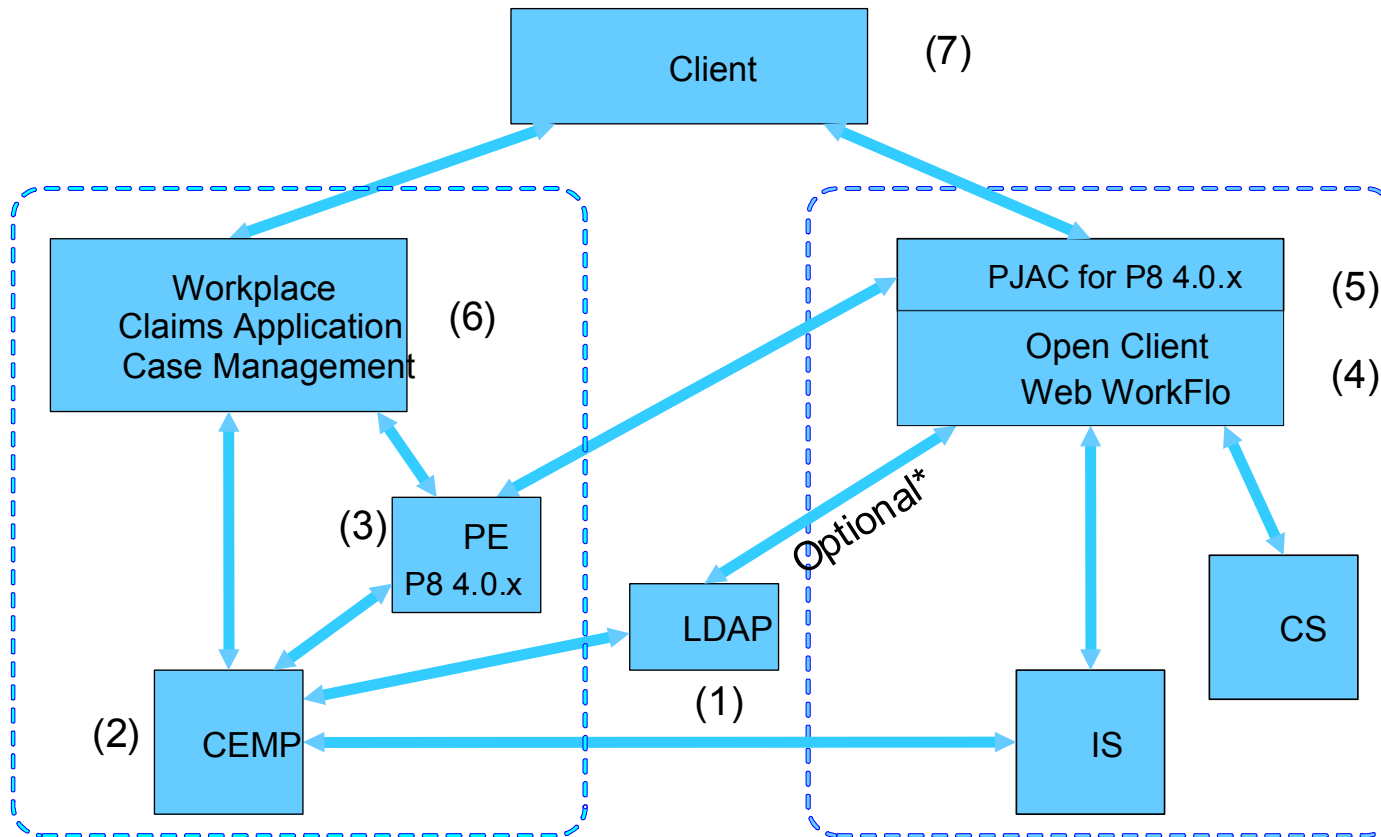 Client
(7)
Workplace
Claims Application
Case Management
(6)
PJAC for P8 4.0.x
(5)
Open Client
Web WorkFlo
(4)
(3)
PE
P8 4.0.x
Optional*
LDAP
(1)
CS
(2)
CEMP
IS